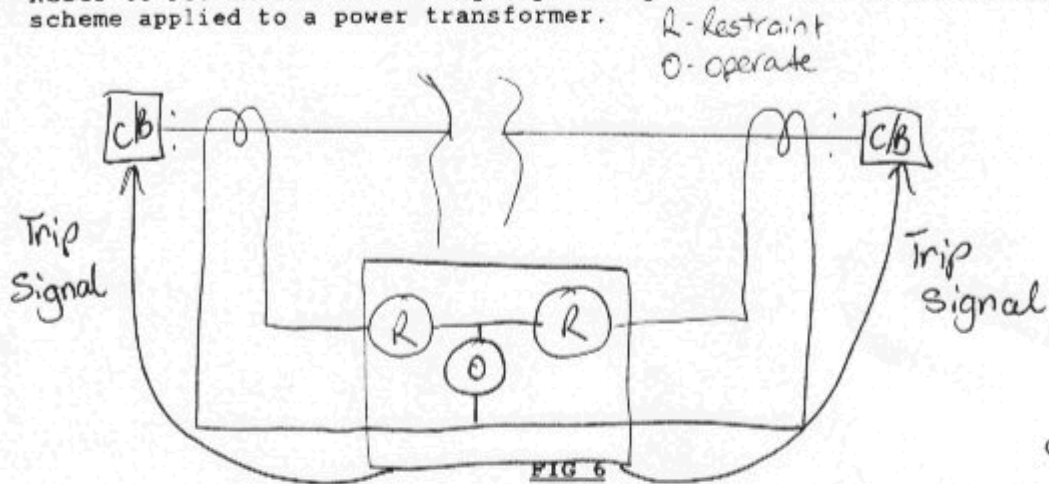 scheme applied to a power transformer.
R - Restraint
O - operate
C/B
C/B
Trip
Signal
Trip
Signal
R
R
O
FIG 6